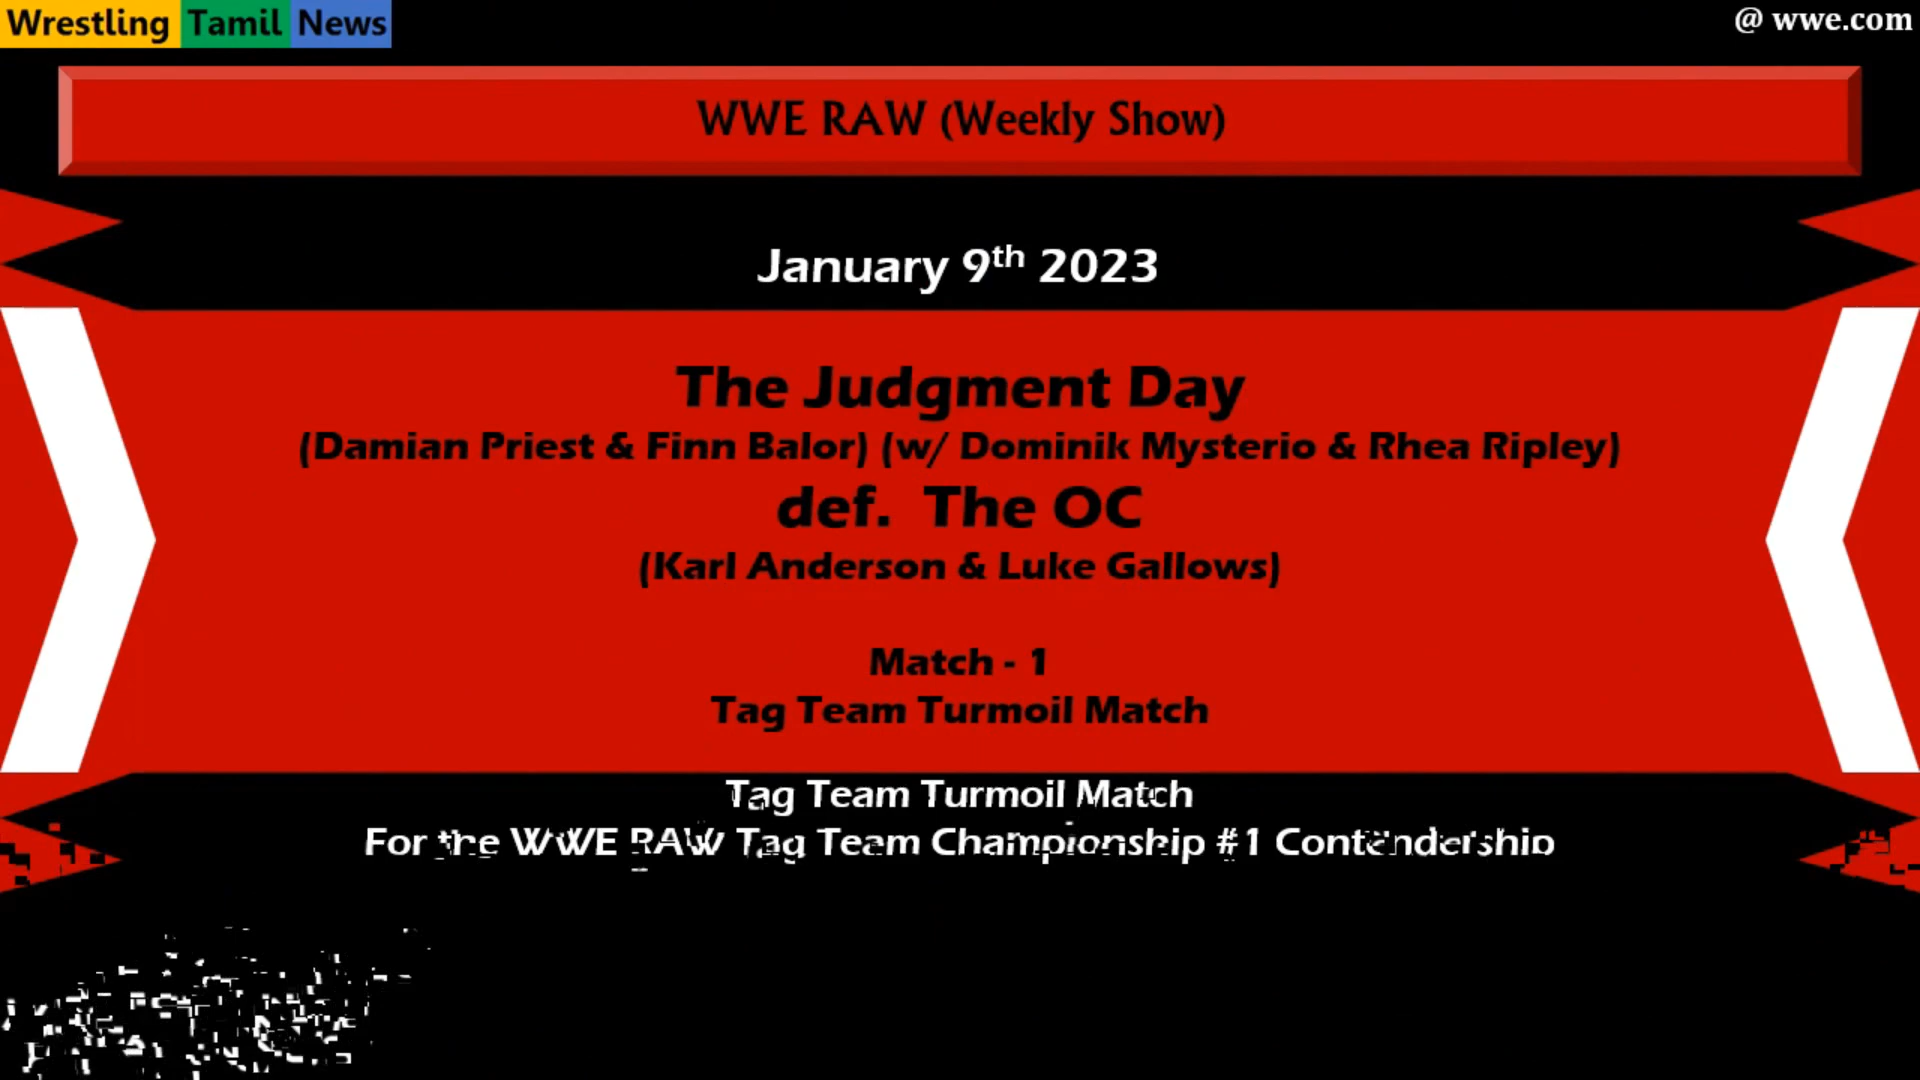 Wrestling Tamil News
@ wwe.com
WWE RAW (Weekly Show)
January 9th 2023
The Judgment Day
(Damian Priest & Finn Balor) (w/ Dominik Mysterio & Rhea Ripley)
def. The OC
(Karl Anderson & Luke Gallows)
Match - 1
Tag Team Turmoil Match
Tag Team Turmoil Match
For the WWE RAW Tag Team Championship #1 Contendership